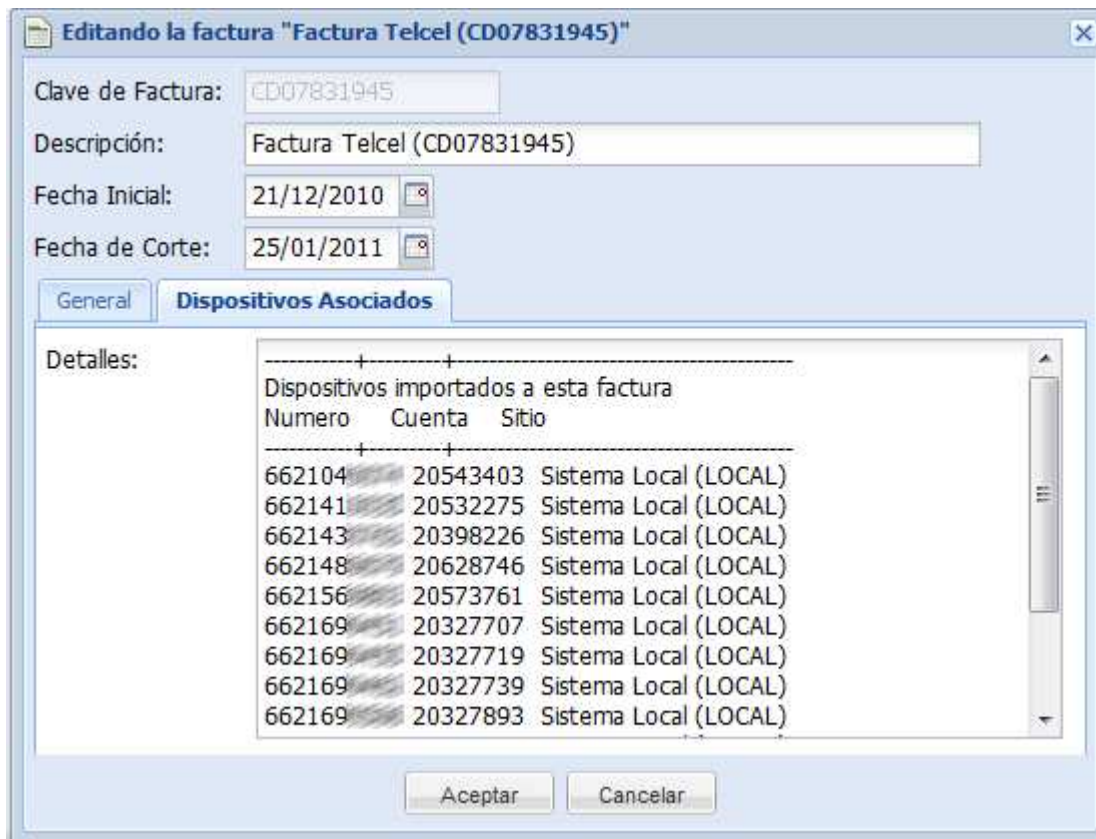 Editando la factura "Factura Telcel (CD07831945)"
Clave de Factura: CD07831945
Descripción: Factura Telcel (CD07831945)
Fecha Inicial: 21/12/2010
Fecha de Corte: 25/01/2011
General Dispositivos Asociados
Detalles:
-----------+---------+------------------------------------------
Dispositivos importados a esta factura
Numero Cuenta Sitio
-----------+---------+------------------------------------------
662104 20543403 Sistema Local (LOCAL)
662141 20532275 Sistema Local (LOCAL)
662143 20398226 Sistema Local (LOCAL)
662148 20628746 Sistema Local (LOCAL)
662156 20573761 Sistema Local (LOCAL)
662169 20327707 Sistema Local (LOCAL)
662169 20327719 Sistema Local (LOCAL)
662169 20327739 Sistema Local (LOCAL)
662169 20327893 Sistema Local (LOCAL)
Aceptar Cancelar